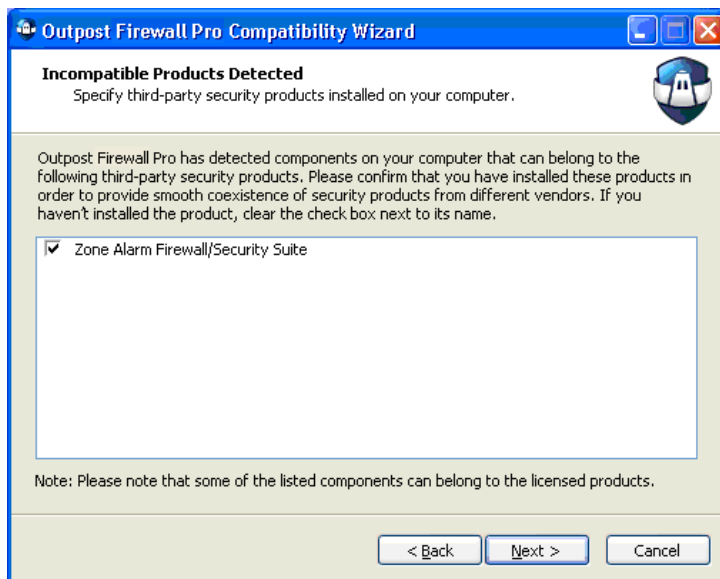 Outpost Firewall Pro Compatibility Wizard
Incompatible Products Detected
Specify third-party security products installed on your computer.
Outpost Firewall Pro has detected components on your computer that can belong to the
following third-party security products. Please confirm that you have installed these products in
order to provide smooth coexistence of security products from different vendors. If you
haven't installed the product, clear the check box next to its name.
Zone Alarm Firewall/Security Suite
Note: Please note that some of the listed components can belong to the licensed products.
< Back
Next >
Cancel